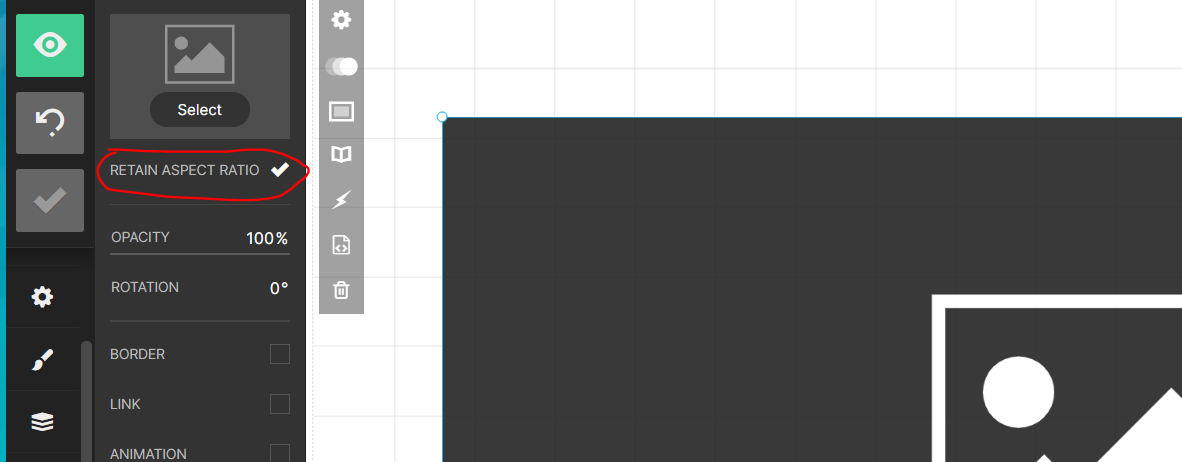 Select
RETAIN ASPECT RATIO
OPACITY 100%
ROTATION 0°
BORDER
LINK
ANIMATION